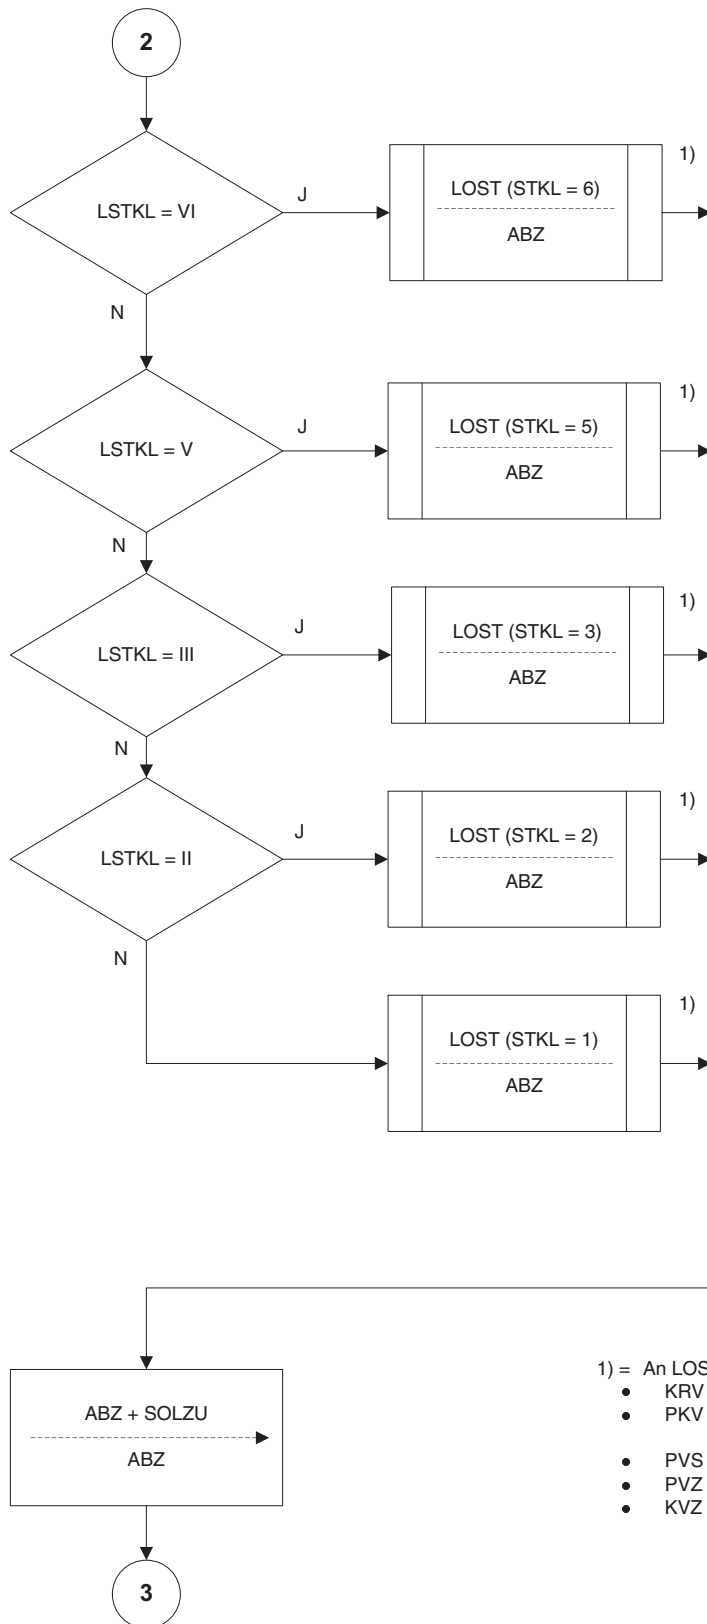 2
LSTKL = VI
J
LOST (STKL = 6)
ABZ
1)
N
LSTKL = V
J
LOST (STKL = 5)
ABZ
1)
N
LSTKL = III
J
LOST (STKL = 3)
ABZ
1)
N
LSTKL = II
J
LOST (STKL = 2)
ABZ
1)
N
LOST (STKL = 1)
ABZ
1)
ABZ + SOLZU
ABZ
1) = An LOS
• KRV
• PKV
• PVS
• PVZ
• KVZ
3